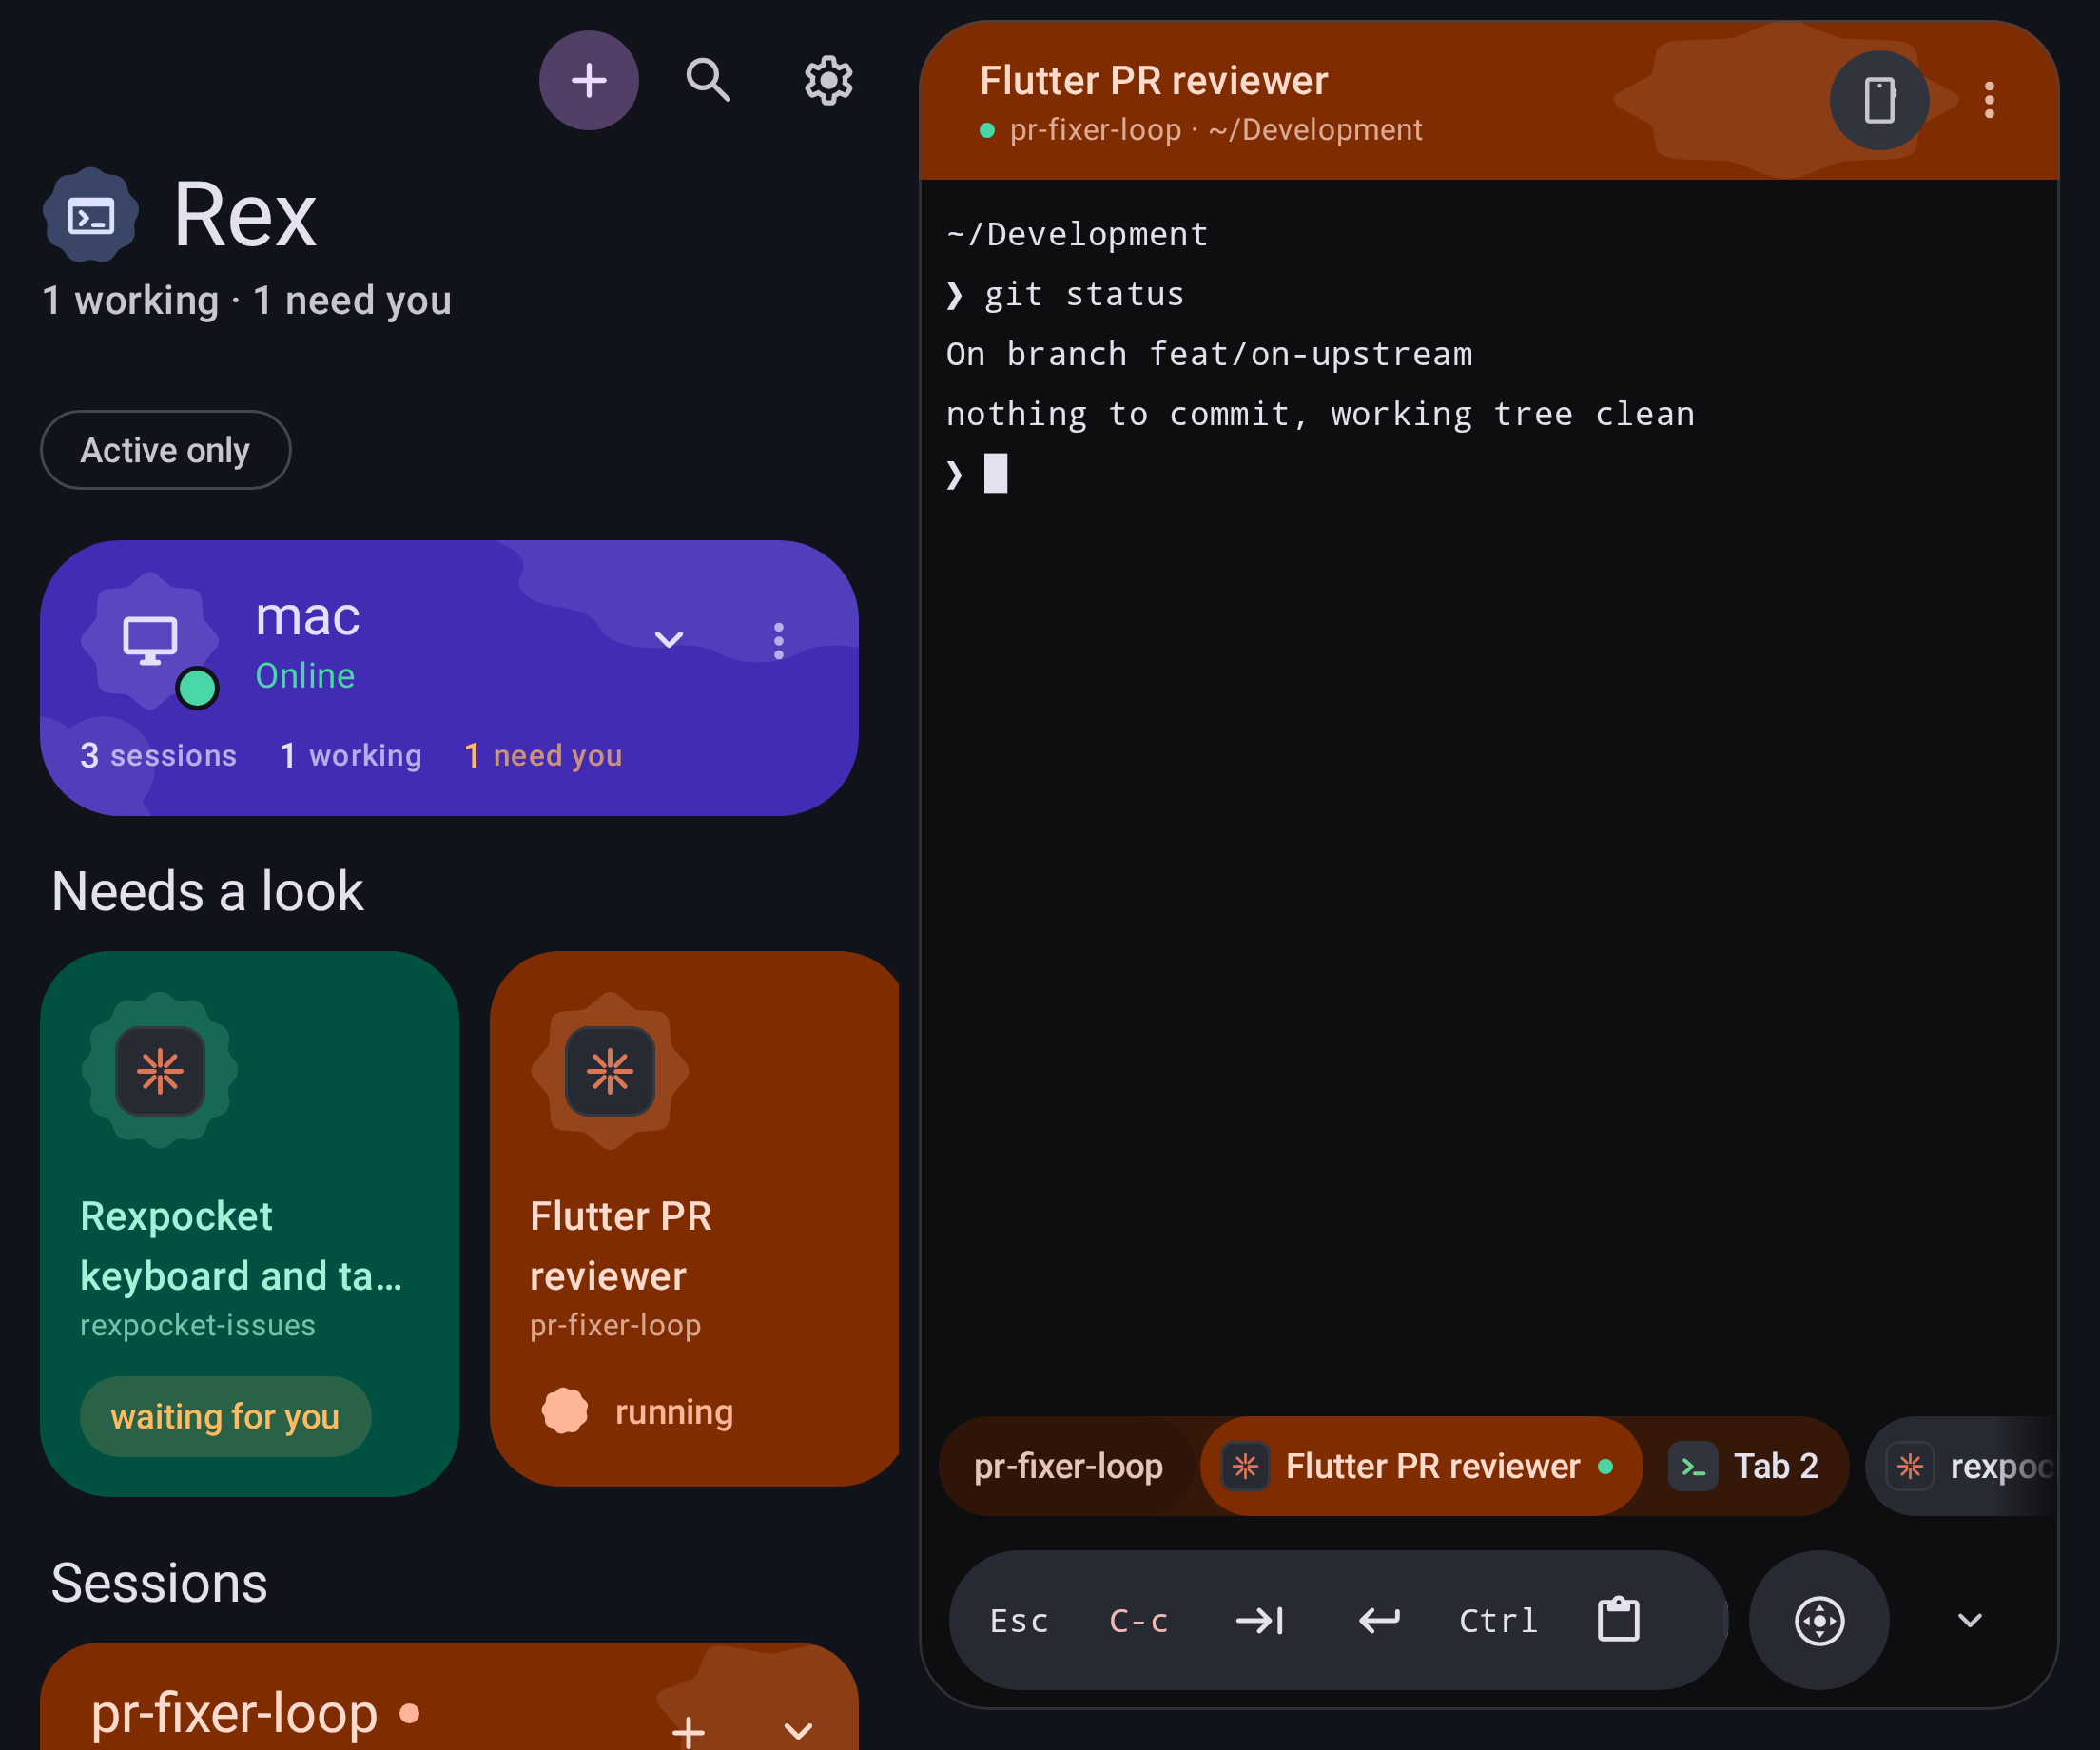 Rex
1 working · 1 need you
Active only
mac
Online
3 sessions 1 working 1 need you
Needs a look
Rexpocket
keyboard and ta...
rexpocket-issues
waiting for you
Flutter PR
reviewer
pr-fixer-loop
running
Sessions
pr-fixer-loop
Flutter PR reviewer
pr-fixer-loop · ~/Development
~/Development
❯ git status
On branch feat/on-upstream
nothing to commit, working tree clean
❯
pr-fixer-loop Flutter PR reviewer Tab 2 rexpoc
Esc C-c Ctrl